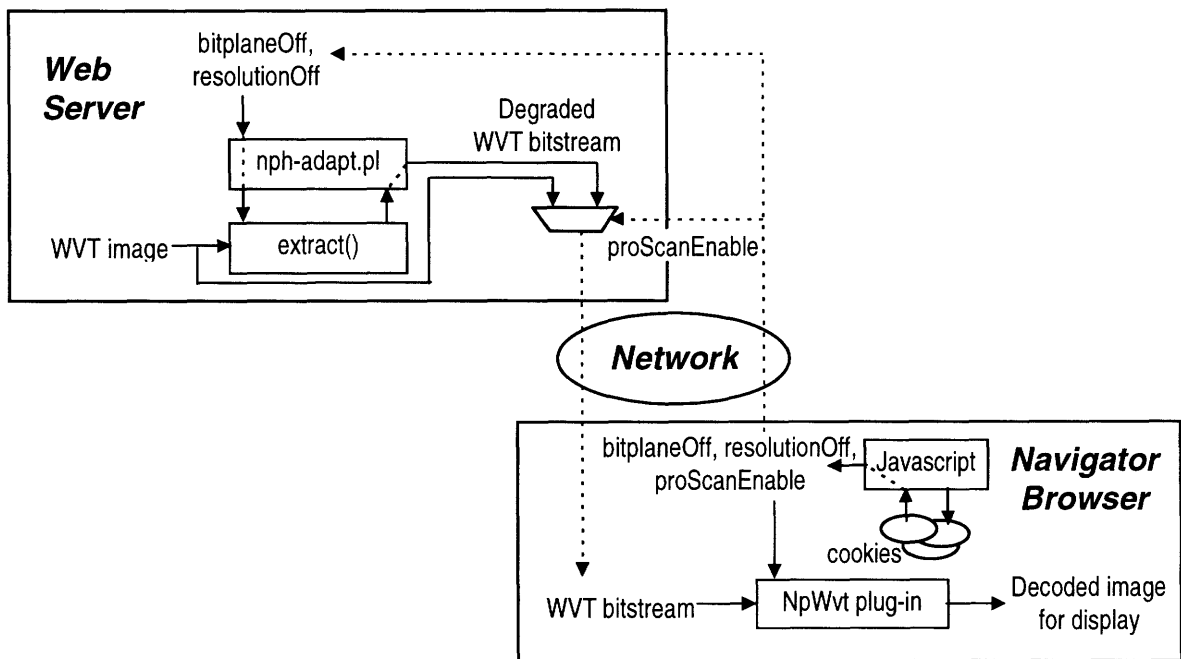 Web
Server
bitplaneOff,
resolutionOff
Degraded
WVT bitstream
nph-adapt.pl
WVT image
extract()
proScanEnable
Network
bitplaneOff, resolutionOff,
proScanEnable
Javascript
Navigator
Browser
cookies
WVT bitstream
NpWvt plug-in
Decoded image
for display